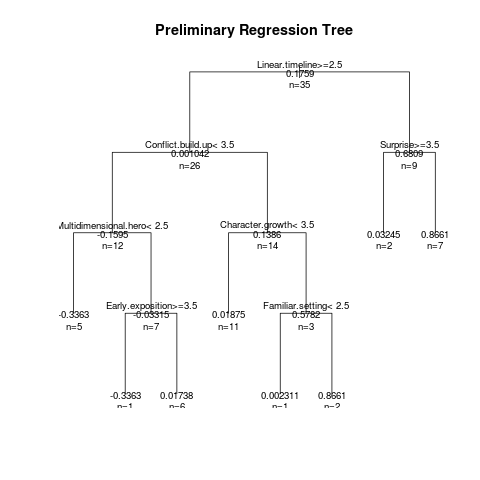 Preliminary Regression Tree
Linear.timeline>=2.5
0.1759
n=35
Conflict.build.up< 3.5
0.001042
n=26
Surprise>=3.5
0.6809
n=9
Multidimensional.hero< 2.5
-0.1595
n=12
Character.growth< 3.5
0.1386
n=14
0.03245
n=2
0.8661
n=7
-0.3363
n=5
Early.exposition>=3.5
-0.03315
n=7
0.01875
n=11
Familiar.setting< 2.5
0.5782
n=3
-0.3363
n=1
0.01738
n=6
0.002311
n=1
0.8661
n=2